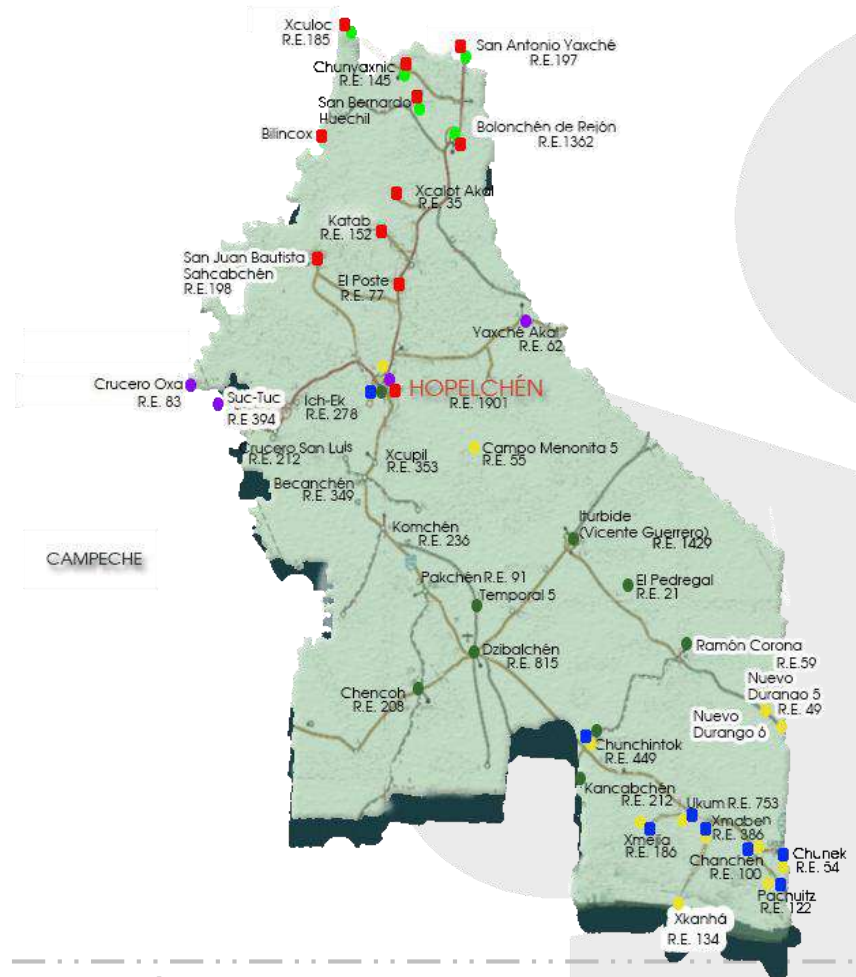 Xculoc
R.E.185
San Antonio Yaxché
R.E.197
Chunyaxnic
R.E. 145
San Bernardo
Huechil
Bilincox
Bolonchén de Rejón
R.E.1362
Xcalot Akal
R.E. 35
Katab
R.E. 152
San Juan Bautista
Sahcabchén
R.E.198
El Poste
R.E. 77
Yaxché Akal
R.E. 62
Crucero Oxa
R.E. 83
Suc-Tuc
R.E 394
Ich-Ek
R.E. 278
HOPELCHÉN
R.E. 1901
Crucero San Luis
R.E. 212
Xcupil
R.E. 353
Campo Menonita 5
R.E. 55
Becanchén
R.E. 349
Komchén
R.E. 236
Iturbide
(Vicente Guerrero)
R.E. 1429
CAMPECHE
Pakchén R.E. 91
Temporal 5
El Pedregal
R.E. 21
Dzibalchén
R.E. 815
Ramón Corona
R.E.59
Chencoh
R.E. 208
Nuevo
Durango 5
R.E. 49
Nuevo
Durango 6
Chunchintok
R.E. 449
Kancabchén
R.E. 212
Ukum R.E. 753
Xmaben
R.E. 386
Xmejía
R.E. 186
Chanchén
R.E. 100
Chunek
R.E. 54
Pachuitz
R.E. 122
Xkanhá
R.E. 134